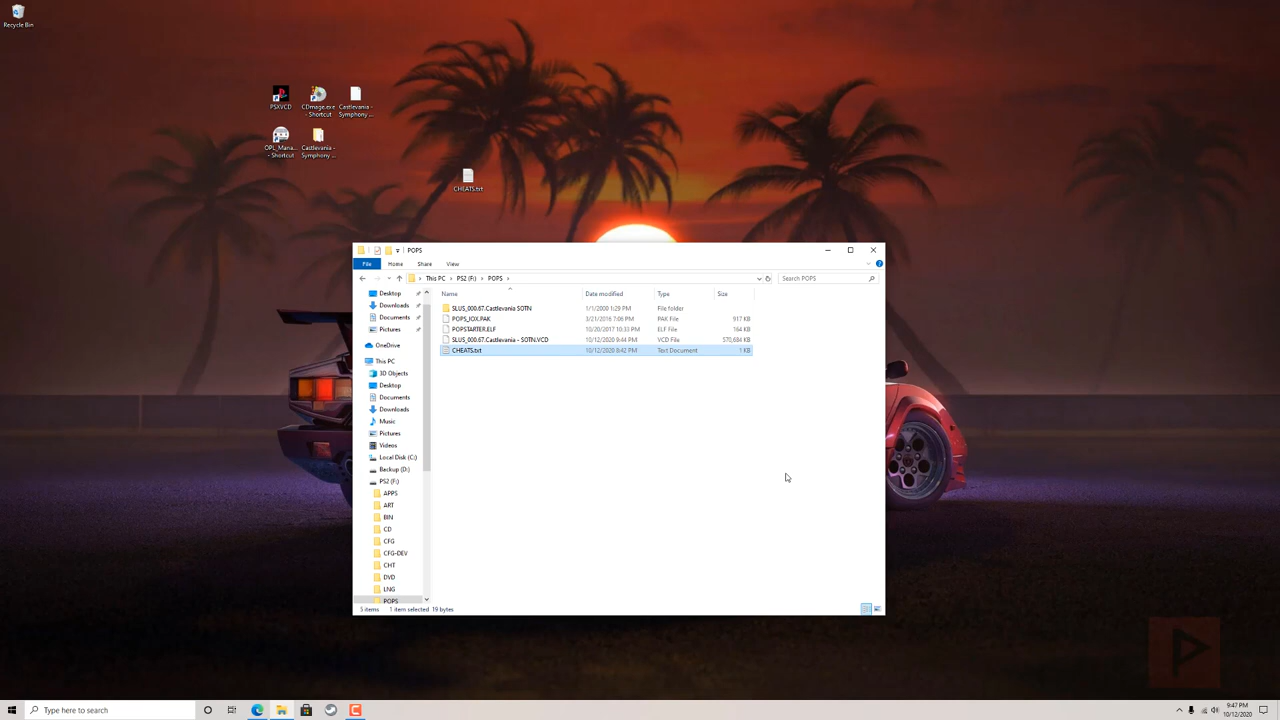 Recycle Bin
PSXVCD
CDmage.exe - Shortcut
Castlevania - Symphony ...
OPL_Mana... - Shortcut
Castlevania - Symphony ...
CHEATS.txt
POPS
File Home Share View
This PC > PS2 (F:) > POPS >
Search POPS
Name Date modified Type Size
SLUS_000.67.Castlevania SOTN 1/1/2000 1:29 PM File folder
POPS_IOX.PAK 3/21/2016 7:06 PM PAK File 917 KB
POPSTARTER.ELF 10/20/2017 10:33 PM ELF File 164 KB
SLUS_000.67.Castlevania - SOTN.VCD 10/12/2020 9:44 PM VCD File 570,684 KB
CHEATS.txt 10/12/2020 8:42 PM Text Document 1 KB
Desktop
Downloads
Documents
Pictures
OneDrive
This PC
3D Objects
Desktop
Documents
Downloads
Music
Pictures
Videos
Local Disk (C:)
Backup (D:)
PS2 (F:)
APPS
ART
BIN
CD
CFG
CFG-DEV
CHT
DVD
LNG
POPS
5 items 1 item selected 19 bytes
Type here to search
9:47 PM
10/12/2020